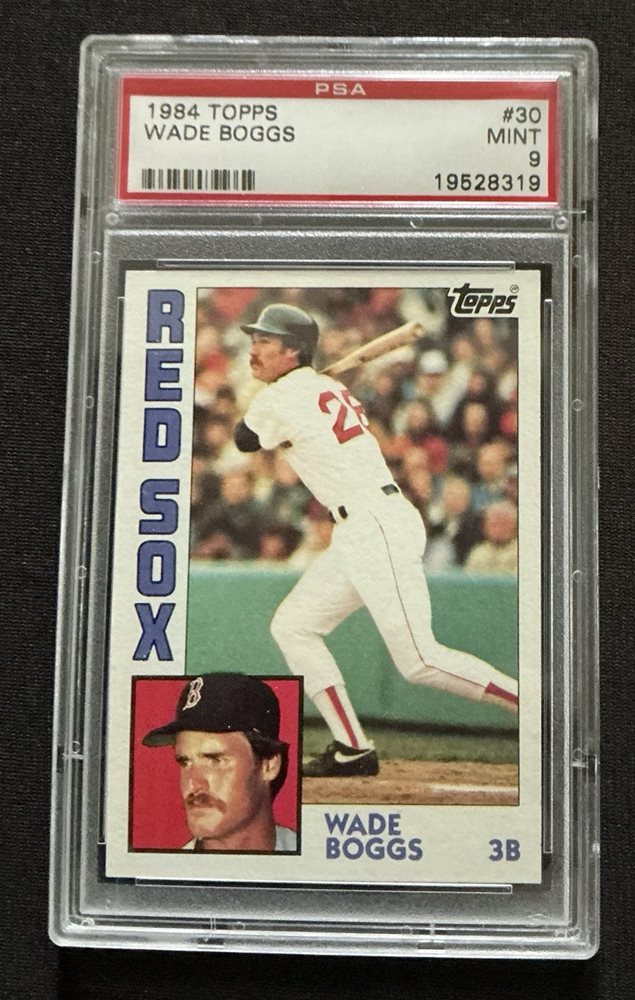 PSA
1984 TOPPS #30
WADE BOGGS MINT
9
19528319
Topps
RED SOX
26
B
WADE
BOGGS
3B